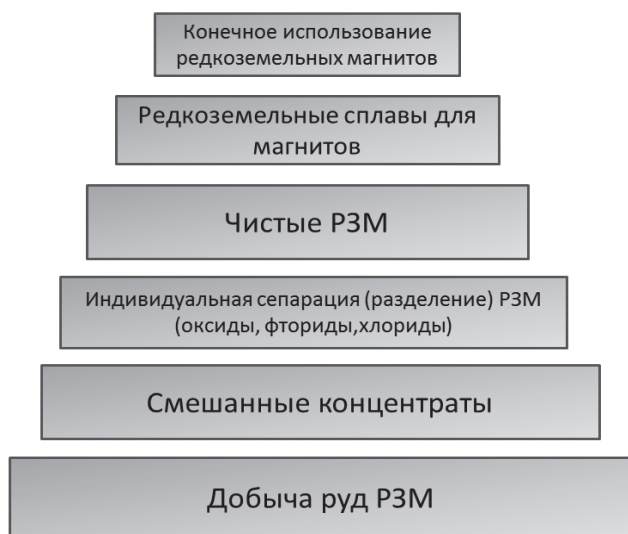 Конечное использование
редкоземельных магнитов
Редкоземельные сплавы для
магнитов
Чистые РЗМ
Индивидуальная сепарация (разделение) РЗМ
(оксиды, фториды,хлориды)
Смешанные концентраты
Добыча руд РЗМ